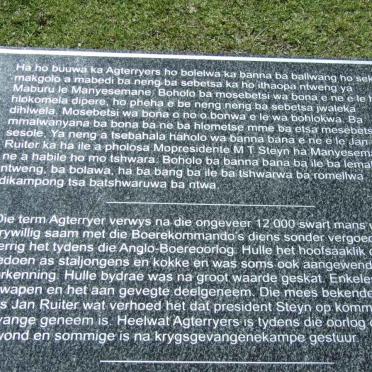 Ha ho buuwa ka Agterryers ho bolelwa ka banna ba ballwang ho sek
makgolo a mabedi ba neng ba sebetsa ka ho ithaopa ntweng ya
Maburu le Manyesemane. Boholo ba mosebetsi wa bona e ne e le h
hlokomela dipere, ho pheha e be neng neng ba sebetsa jwaleka
dihlwela. Mosebetsi wa bona o no o bonwa e le wa bohlokwa. Ba
mmalwanyana ba bona ba ne ba hlometse mme ba etsa mosebets
sesole. Ya neng a tsebahala haholo wa banna bana e ne e le Jan
Ruiter ka ha ile a pholosa Mopresidente M T Steyn ha Manyesema
ne a habile ho mo tshwara. Boholo ba banna bana ba ile ba lemal
ntweng, ba bolawa, ha ba bang ba ile ba tshwarwa ba romellwa
dikampong tsa batshwaruwa ba ntwa.
Die term Agterryer verwys na die ongeveer 12 000 swart mans w
rywillig saam met die Boerekommando's diens sonder vergoed
errig het tydens die Anglo-Boereoorlog. Hulle het hoofsaaklik d
edoen as staljongens en kokke en was soms ook aangewend
erkenning. Hulle bydrae was na groot waarde geskat. Enkele
wapen en het aan gevegte deelgeneem. Die mees bekende
s Jan Ruiter wat verhoed het dat president Steyn op komm
vange geneem is. Heelwat Agterryers is tydens die oorlog
wond en sommige is na krygsgevangenekampe gestuur.